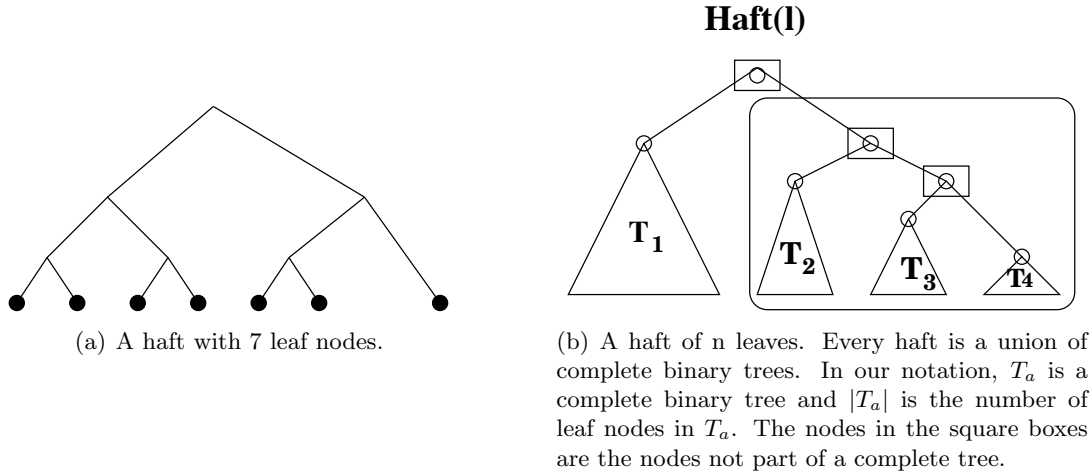 Haft(l)
T1
T2
T3
T4
(a) A haft with 7 leaf nodes.
(b) A haft of n leaves. Every haft is a union of
complete binary trees. In our notation, Ta is a
complete binary tree and |Ta| is the number of
leaf nodes in Ta. The nodes in the square boxes
are the nodes not part of a complete tree.